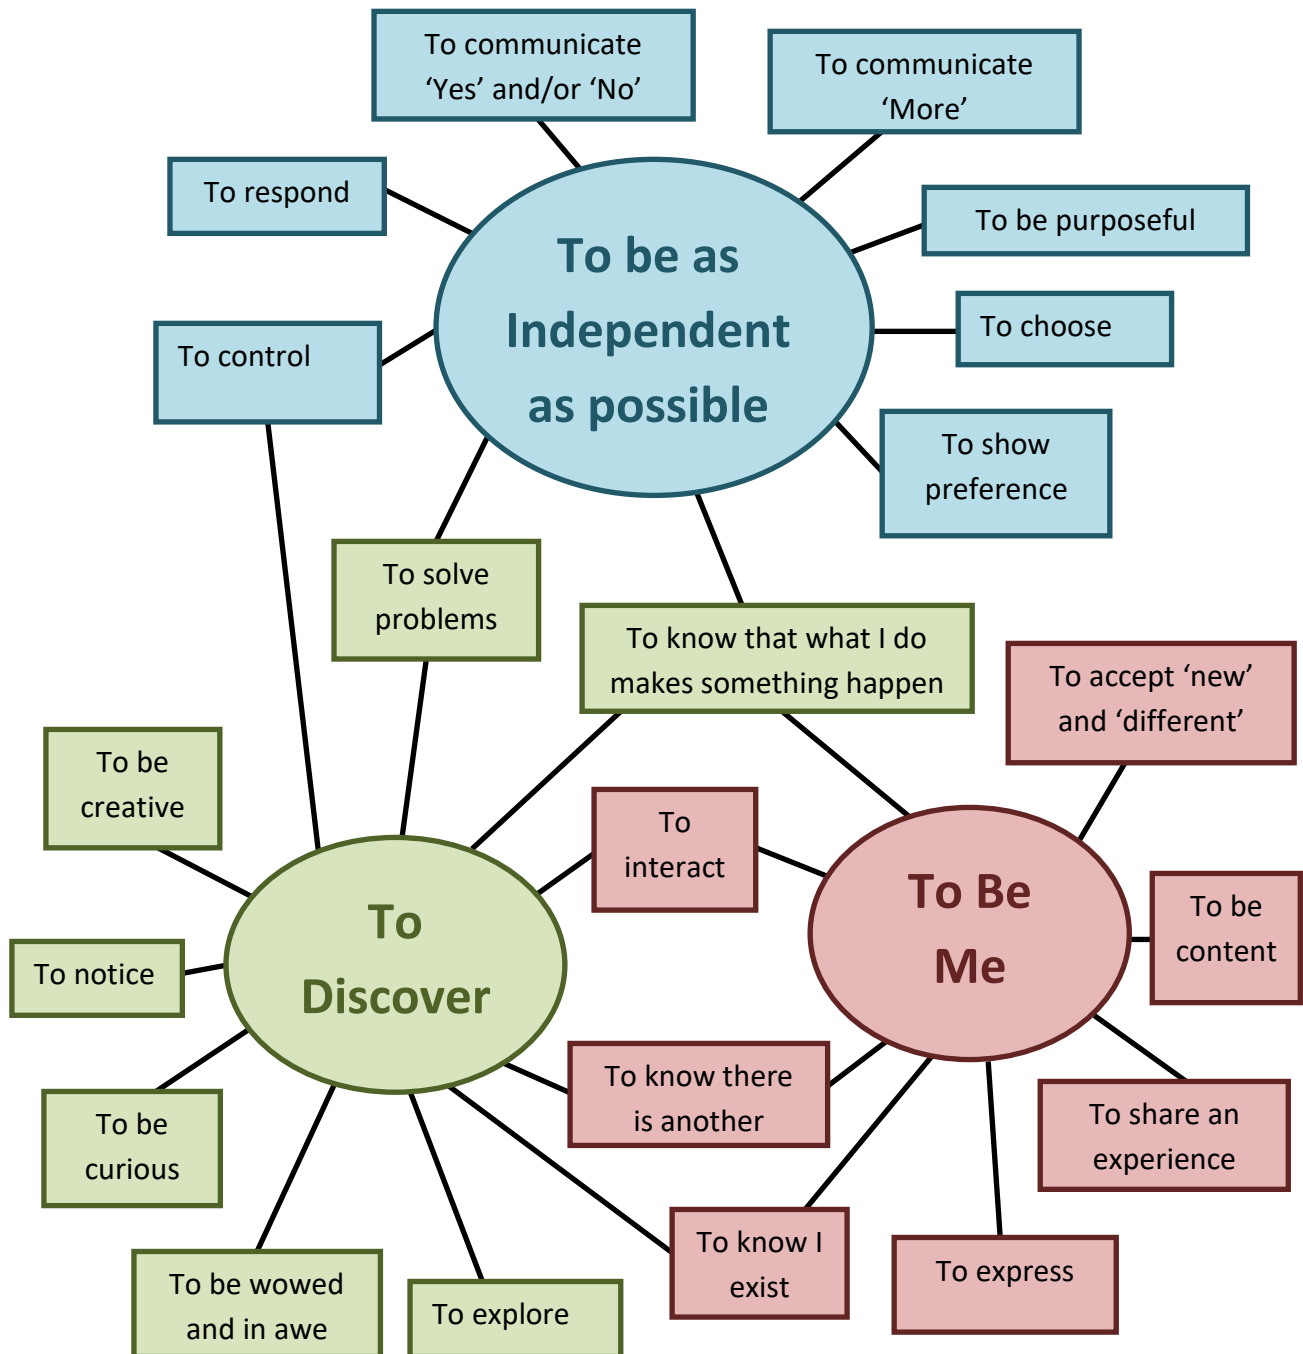 To communicate
‘Yes’ and/or ‘No’
To communicate
‘More’
To respond
To be purposeful
To be as
Independent
as possible
To control
To choose
To show
preference
To solve
problems
To know that what I do
makes something happen
To accept ‘new’
and ‘different’
To be
creative
To
interact
To
Discover
To Be
Me
To be
content
To notice
To know there
is another
To be
curious
To share an
experience
To know I
exist
To express
To be wowed
and in awe
To explore